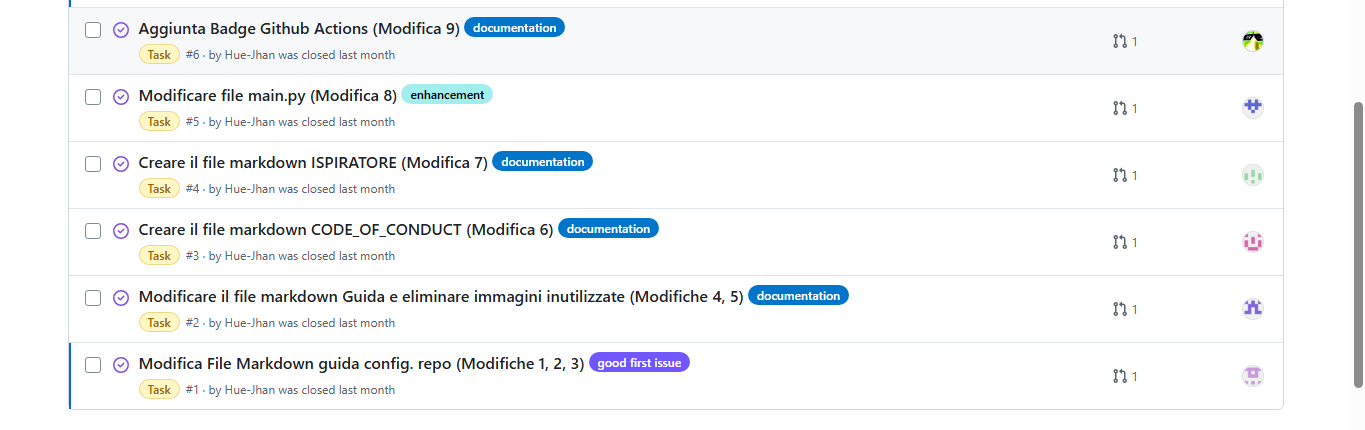 Aggiunta Badge Github Actions (Modifica 9) documentation
Task #6 · by Hue-Jhan was closed last month
1
Modificare file main.py (Modifica 8) enhancement
Task #5 · by Hue-Jhan was closed last month
1
Creare il file markdown ISPIRATORE (Modifica 7) documentation
Task #4 · by Hue-Jhan was closed last month
1
Creare il file markdown CODE_OF_CONDUCT (Modifica 6) documentation
Task #3 · by Hue-Jhan was closed last month
1
Modificare il file markdown Guida e eliminare immagini inutilizzate (Modifiche 4, 5) documentation
Task #2 · by Hue-Jhan was closed last month
1
Modifica File Markdown guida config. repo (Modifiche 1, 2, 3) good first issue
Task #1 · by Hue-Jhan was closed last month
1